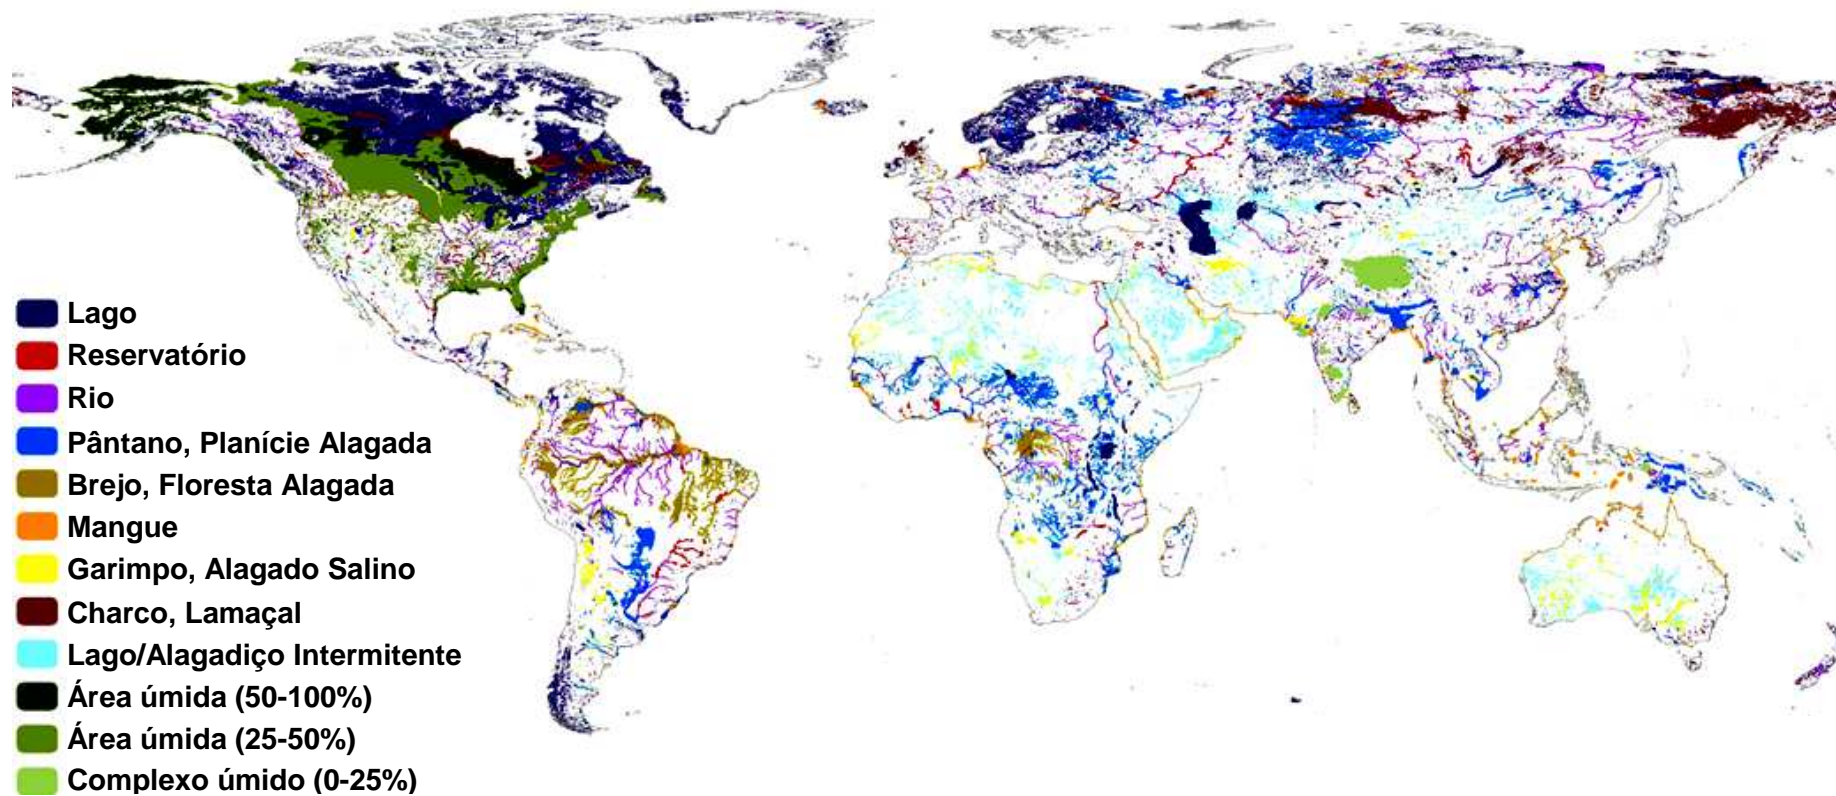 Lago
Reservatório
Rio
Pântano, Planície Alagada
Brejo, Floresta Alagada
Mangue
Garimpo, Alagado Salino
Charco, Lamaçal
Lago/Alagadiço Intermitente
Área úmida (50-100%)
Área úmida (25-50%)
Complexo úmido (0-25%)